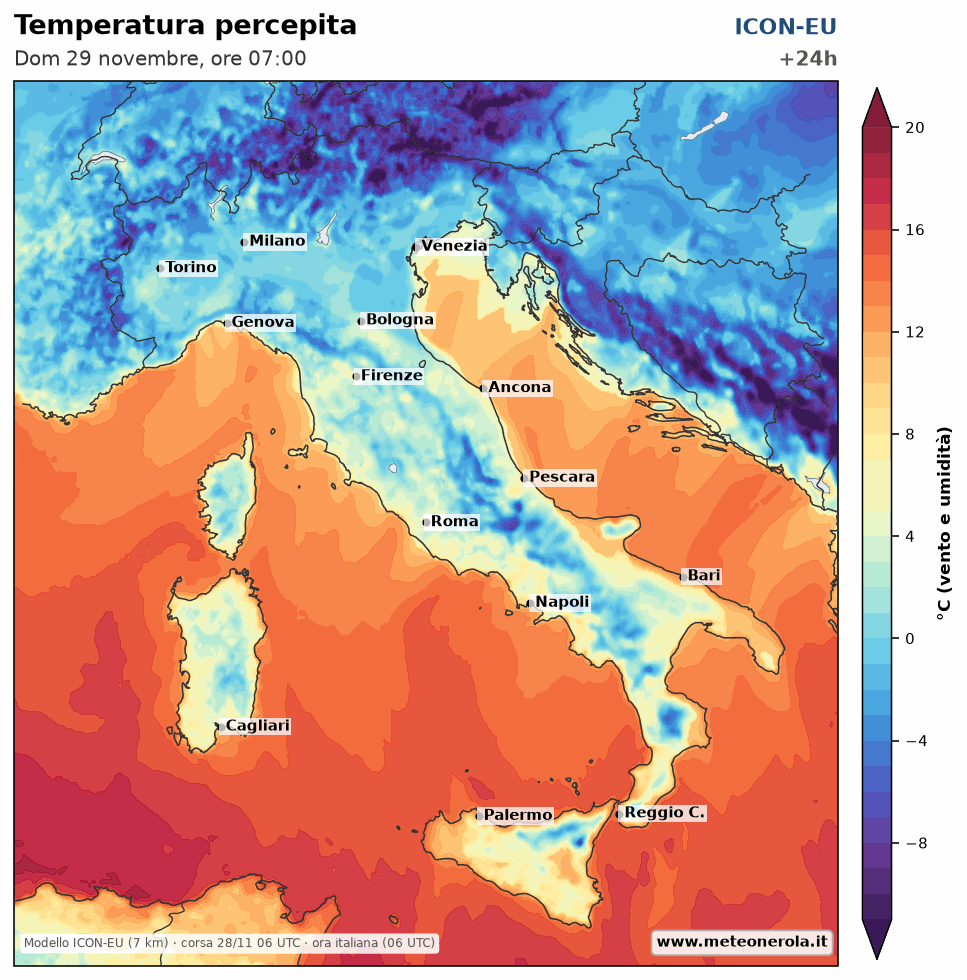 Temperatura percepita
ICON-EU
Dom 29 novembre, ore 07:00
+24h
20
16
12
8
4
0
−4
−8
°C (vento e umidità)
Milano
Venezia
Torino
Genova
Bologna
Firenze
Ancona
Pescara
Roma
Bari
Napoli
Cagliari
Palermo
Reggio C.
Modello ICON-EU (7 km) · corsa 28/11 06 UTC · ora italiana (06 UTC)
www.meteonerola.it